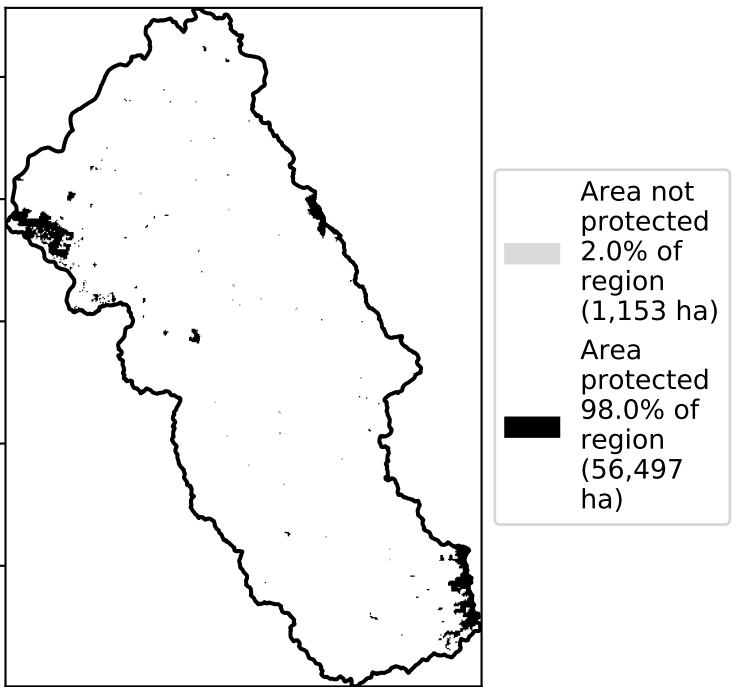 Area not
protected
2.0% of
region
(1,153 ha)
Area
protected
98.0% of
region
(56,497
ha)